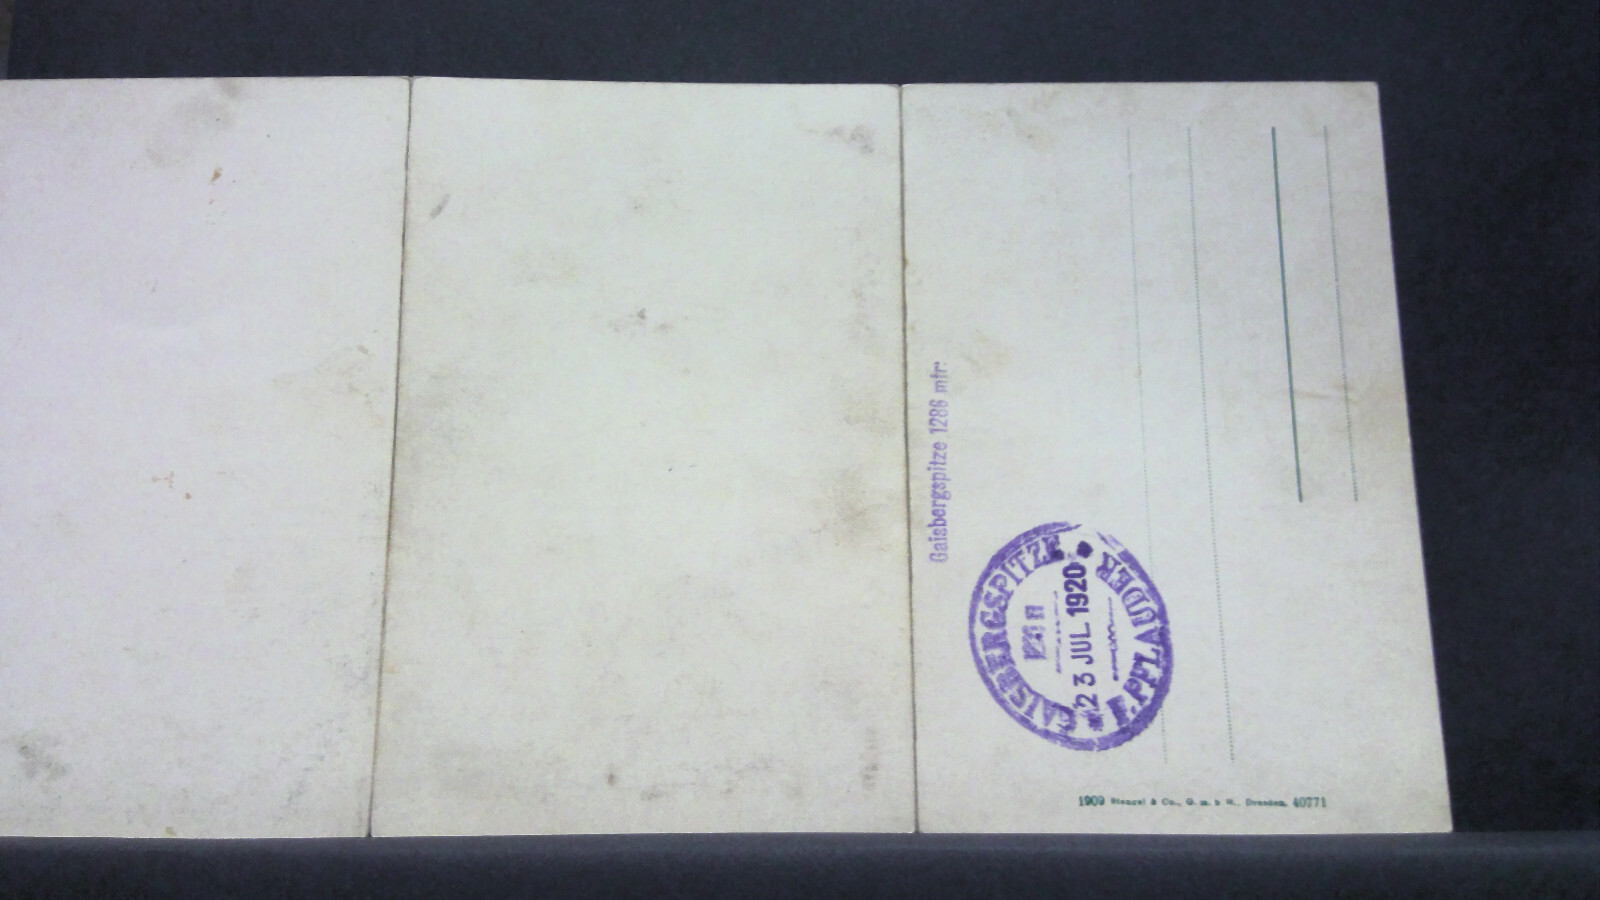 Gaisbergspitze 1286 mtr.
GAISBERGSPITZE
23 JUL 1920
F. PFLAUDER
1909 Stengel & Co., G. m. b H., Dresden. 40771